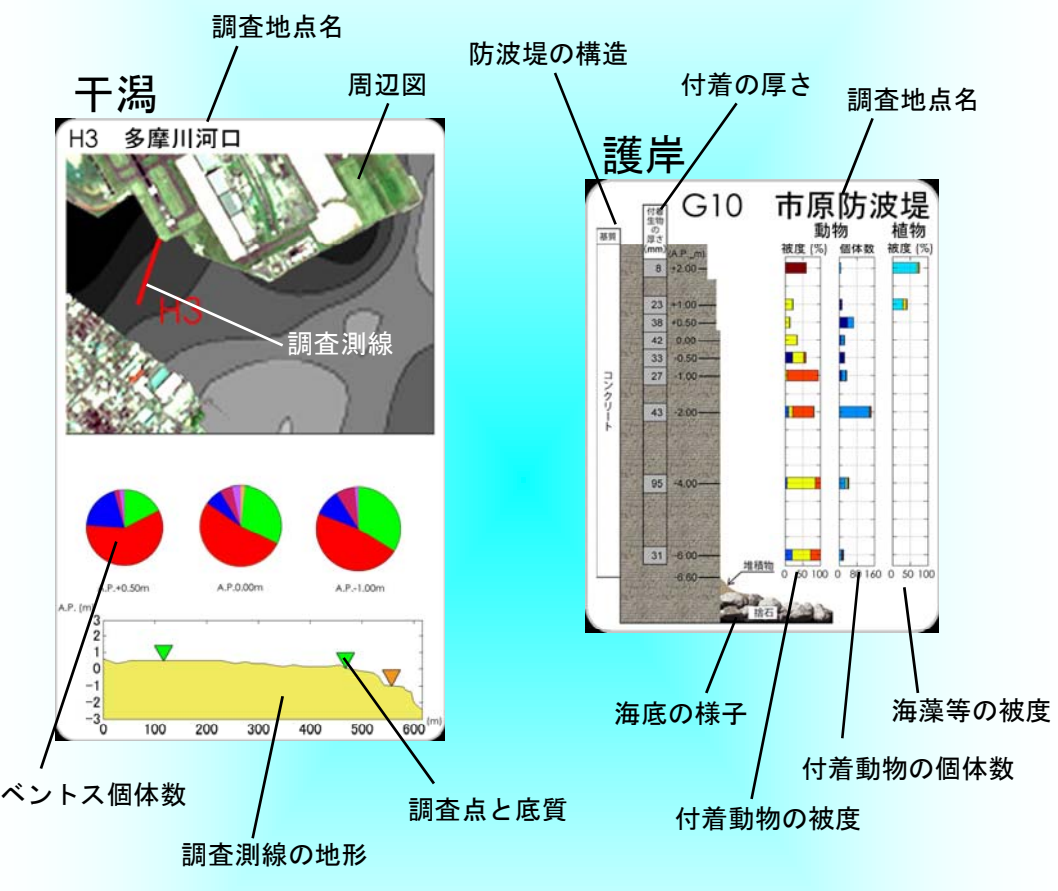 調査地点名
干潟
周辺図
H3 多摩川河口
H3
調査測線
A.P.+0.50m
A.P.0.00m
A.P.-1.00m
A.P. (m)
3
2
1
0
-1
-2
-3
0 100 200 300 400 500 600 (m)
ベントス個体数
調査点と底質
調査測線の地形
防波堤の構造
付着の厚さ
調査地点名
護岸
G10 市原防波堤
動物 植物
被度 (%) 個体数 被度 (%)
付着
生物
の
厚さ
(mm)
基質
(A.P._m)
8 +2.00
23 +1.00
38 +0.50
42 0.00
33 -0.50
27 -1.00
43 -2.00
95 -4.00
31 -6.00
-6.60
コンクリート
堆積物
捨石
0 50 100 0 80 160 0 50 100
海底の様子
海藻等の被度
付着動物の個体数
付着動物の被度